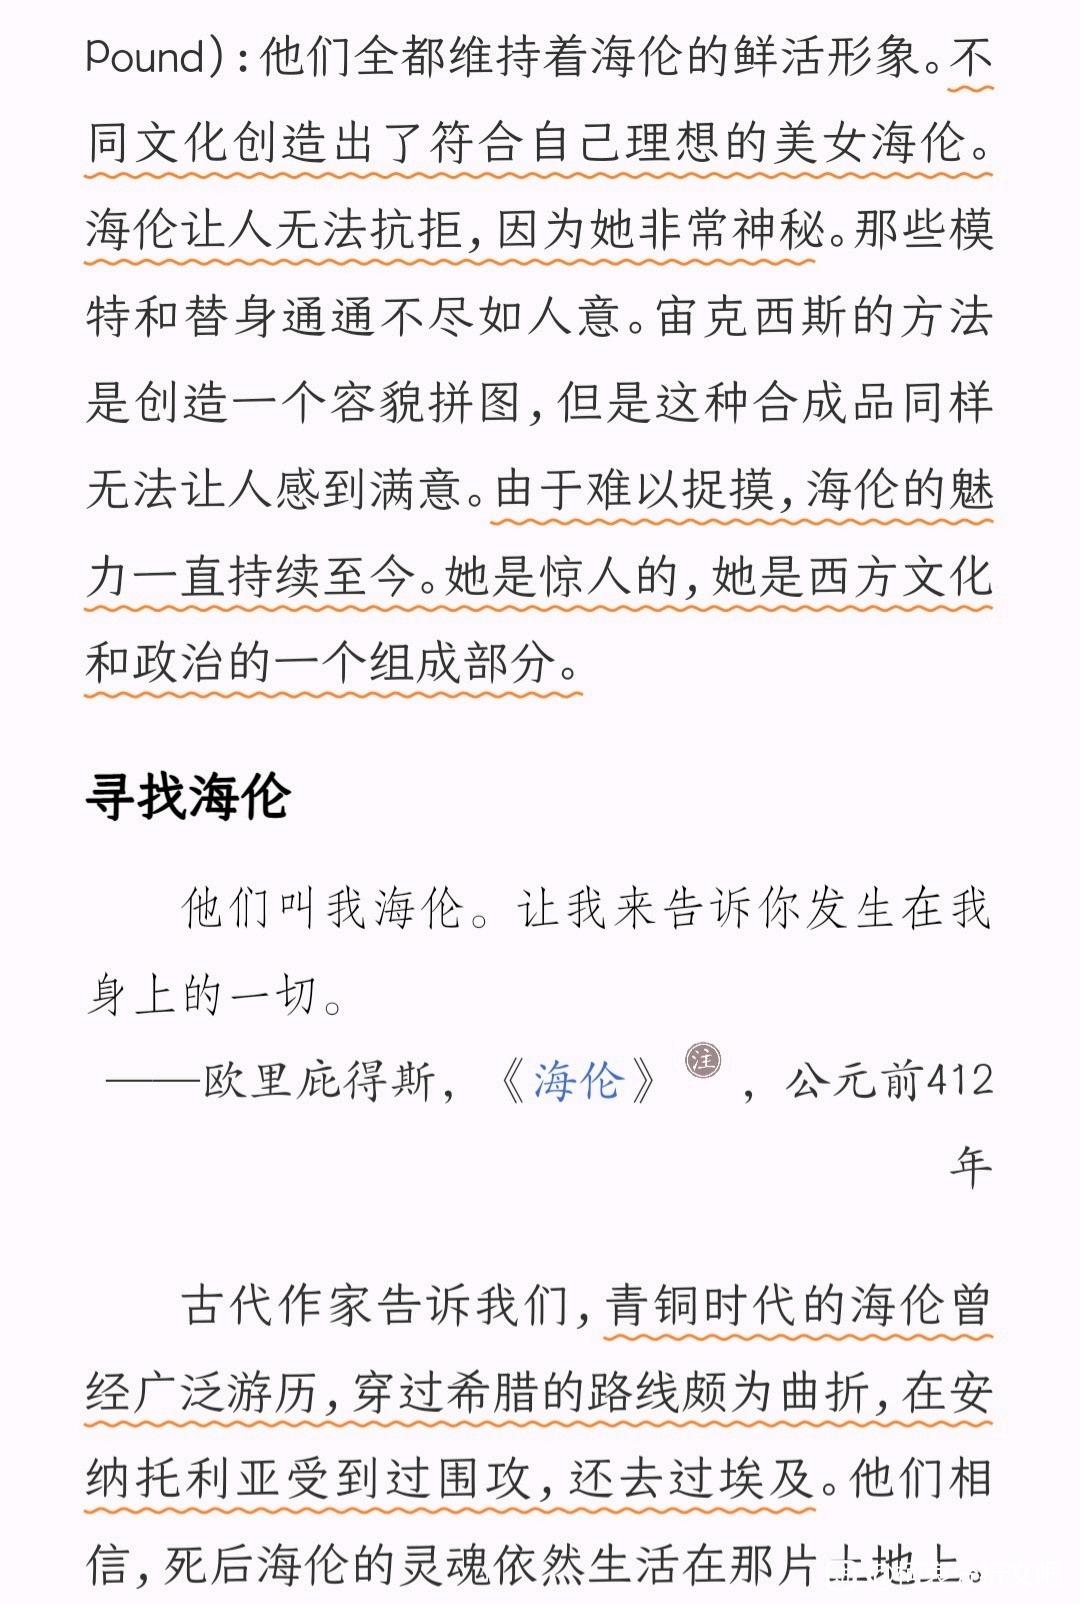 Pound）：他们全都维持着海伦的鲜活形象。不
同文化创造出了符合自己理想的美女海伦。
海伦让人无法抗拒，因为她非常神秘。那些模
特和替身通通不尽如人意。宙克西斯的方法
是创造一个容貌拼图，但是这种合成品同样
无法让人感到满意。由于难以捉摸，海伦的魅
力一直持续至今。她是惊人的，她是西方文化
和政治的一个组成部分。
寻找海伦
他们叫我海伦。让我来告诉你发生在我
身上的一切。
——欧里庇得斯，《海伦》注，公元前412
年
古代作家告诉我们，青铜时代的海伦曾
经广泛游历，穿过希腊的路线颇为曲折，在安
纳托利亚受到过围攻，还去过埃及。他们相
信，死后海伦的灵魂依然生活在那片土地上。